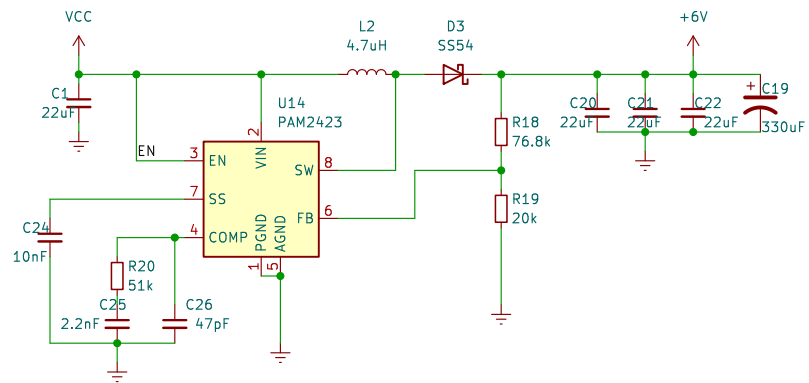 VCC
L2
4.7uH
D3
SS54
+6V
C1
22uF
U14
PAM2423
R18
76.8k
C20
22uF
C21
22uF
C22
22uF
+
C19
330uF
EN
3
EN
2
VIN
SW
8
7
SS
4
COMP
FB
6
PGND
AGND
1
5
R19
20k
C24
10nF
R20
51k
C25
2.2nF
C26
47pF